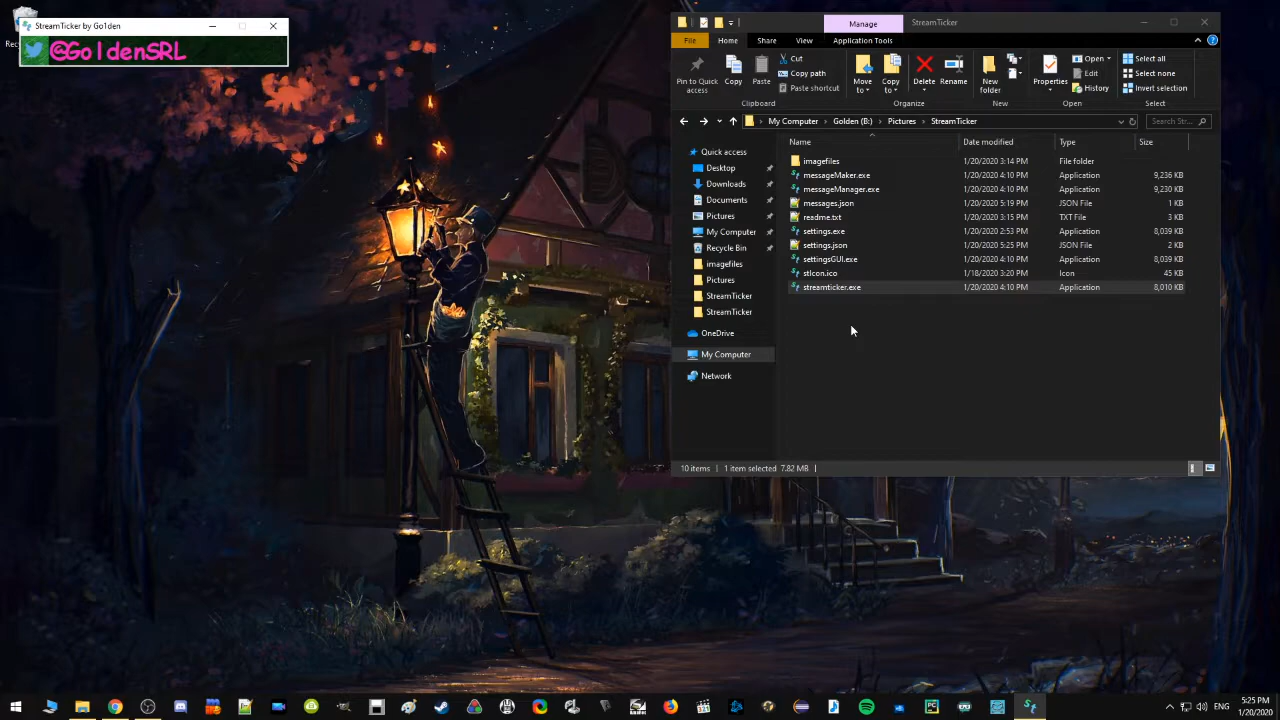 StreamTicker by Go1den
@Go1denSRL
Manage
StreamTicker
File
Home
Share
View
Application Tools
Pin to Quick access
Copy
Paste
Cut
Copy path
Paste shortcut
Move to
Copy to
Delete
Rename
New folder
Properties
Open
Edit
History
Select all
Select none
Invert selection
Clipboard
Organize
New
Open
Select
My Computer > Golden (B:) > Pictures > StreamTicker
Search Str...
Name Date modified Type Size
imagefiles 1/20/2020 3:14 PM File folder
messageMaker.exe 1/20/2020 4:10 PM Application 9,236 KB
messageManager.exe 1/20/2020 4:10 PM Application 9,230 KB
messages.json 1/20/2020 5:19 PM JSON File 1 KB
readme.txt 1/20/2020 3:15 PM TXT File 3 KB
settings.exe 1/20/2020 2:53 PM Application 8,039 KB
settings.json 1/20/2020 5:25 PM JSON File 2 KB
settingsGUI.exe 1/20/2020 4:10 PM Application 8,039 KB
stIcon.ico 1/18/2020 3:20 PM Icon 45 KB
streamticker.exe 1/20/2020 4:10 PM Application 8,010 KB
Quick access
Desktop
Downloads
Documents
Pictures
My Computer
Recycle Bin
imagefiles
Pictures
StreamTicker
StreamTicker
OneDrive
My Computer
Network
10 items
1 item selected 7.82 MB
ENG
5:25 PM
1/20/2020